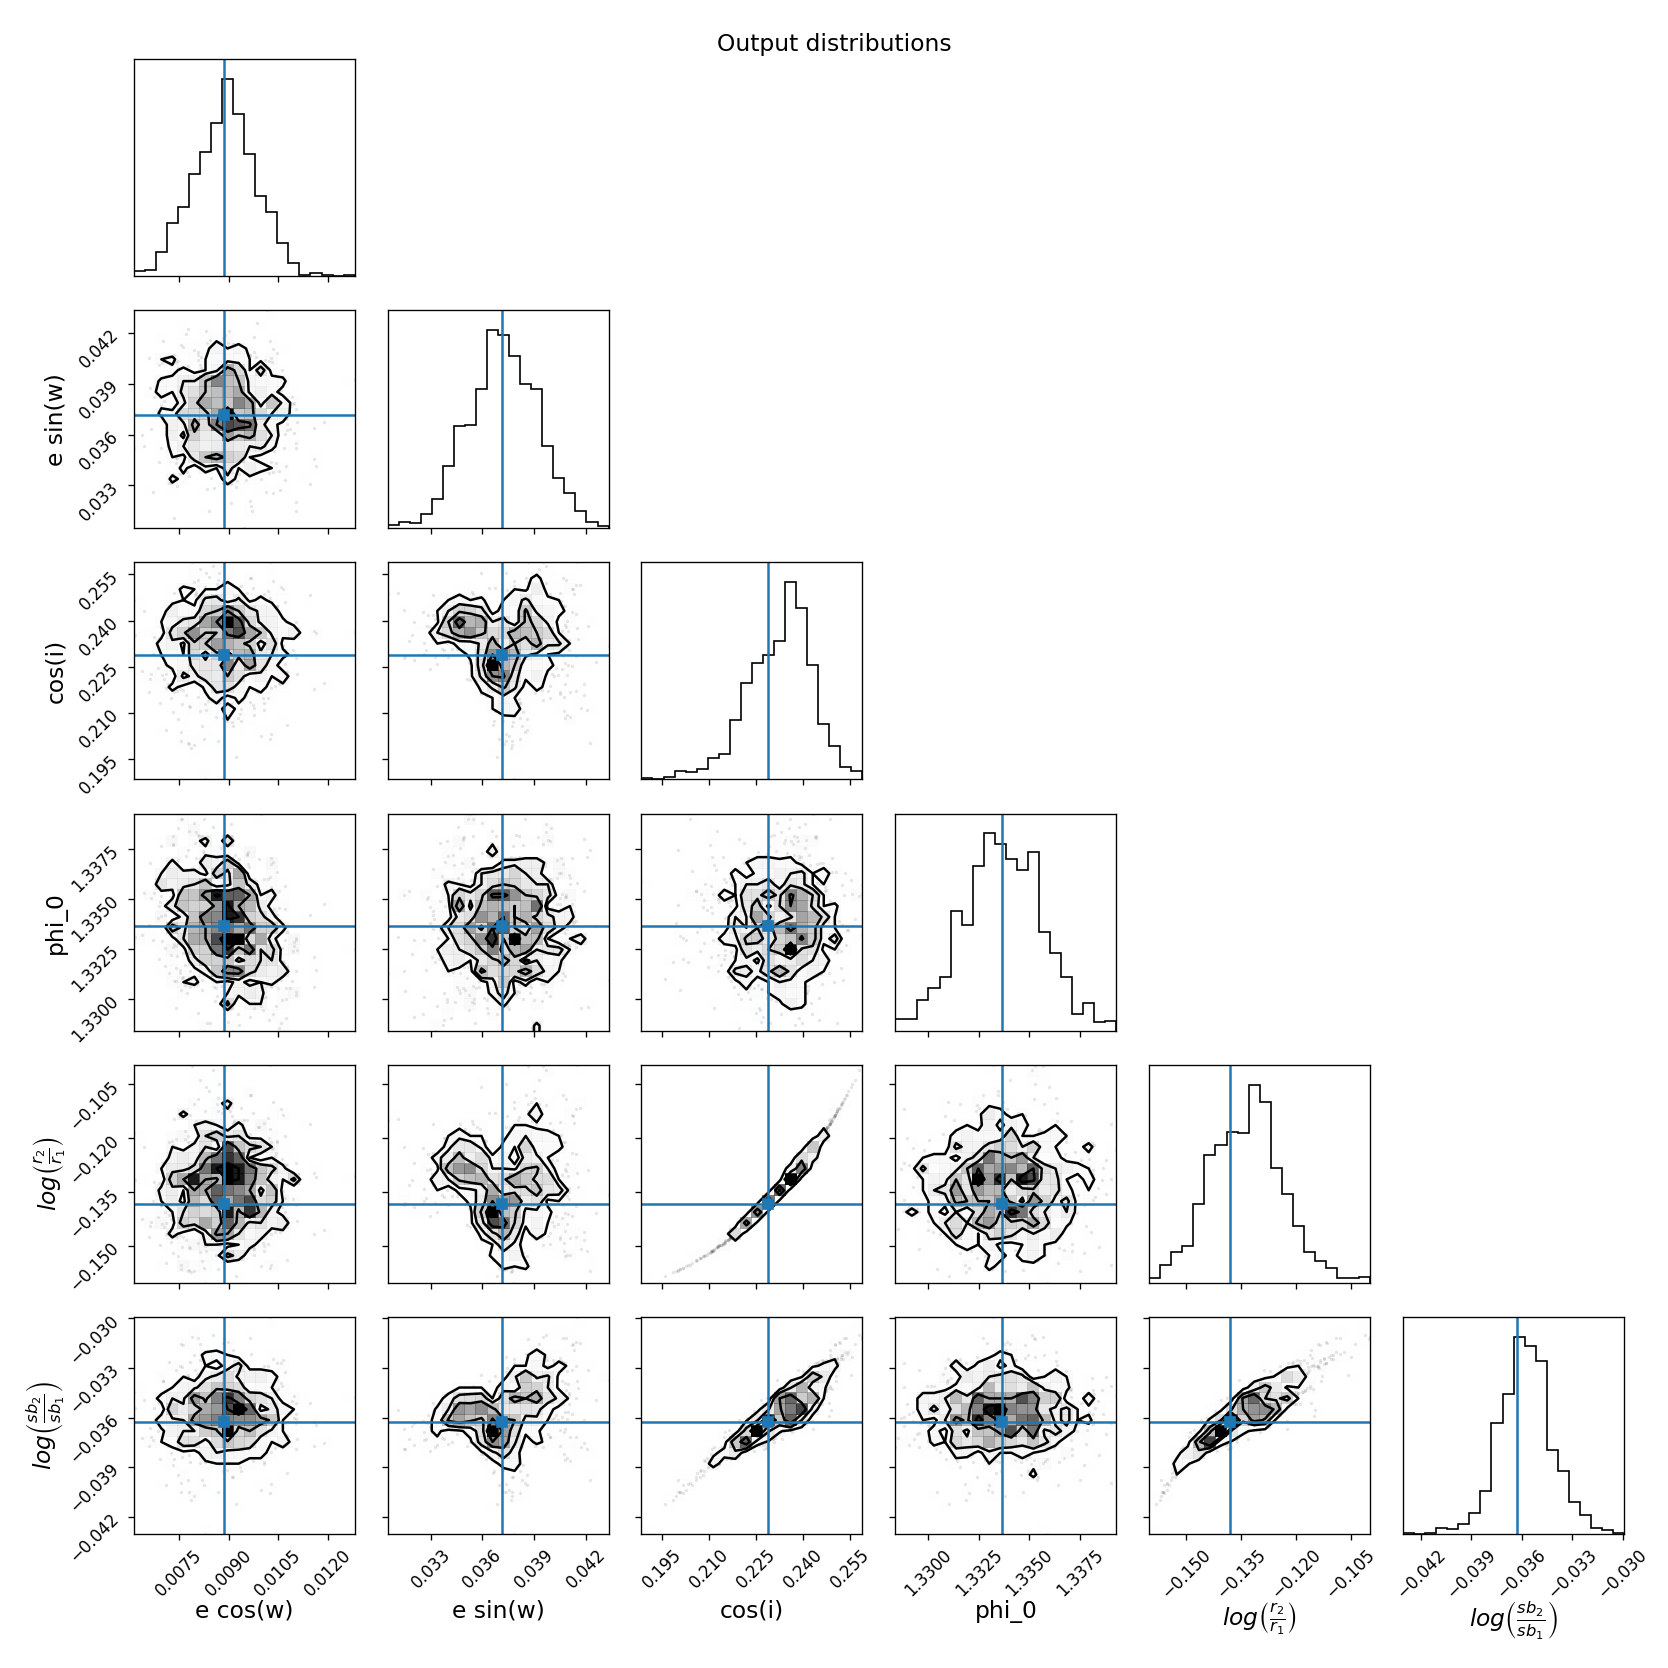 Output distributions
e sin(w)
0.042
0.039
0.036
0.033
cos(i)
0.255
0.240
0.225
0.210
0.195
phi_0
1.3375
1.3350
1.3325
1.3300
log(r2/r1)
−0.105
−0.120
−0.135
−0.150
log(sb2/sb1)
−0.030
−0.033
−0.036
−0.039
−0.042
0.0075 0.0090 0.0105 0.0120
0.033 0.036 0.039 0.042
0.195 0.210 0.225 0.240 0.255
1.3300 1.3325 1.3350 1.3375
−0.150 −0.135 −0.120 −0.105
−0.042 −0.039 −0.036 −0.033 −0.030
e cos(w)
e sin(w)
cos(i)
phi_0
log(r2/r1)
log(sb2/sb1)